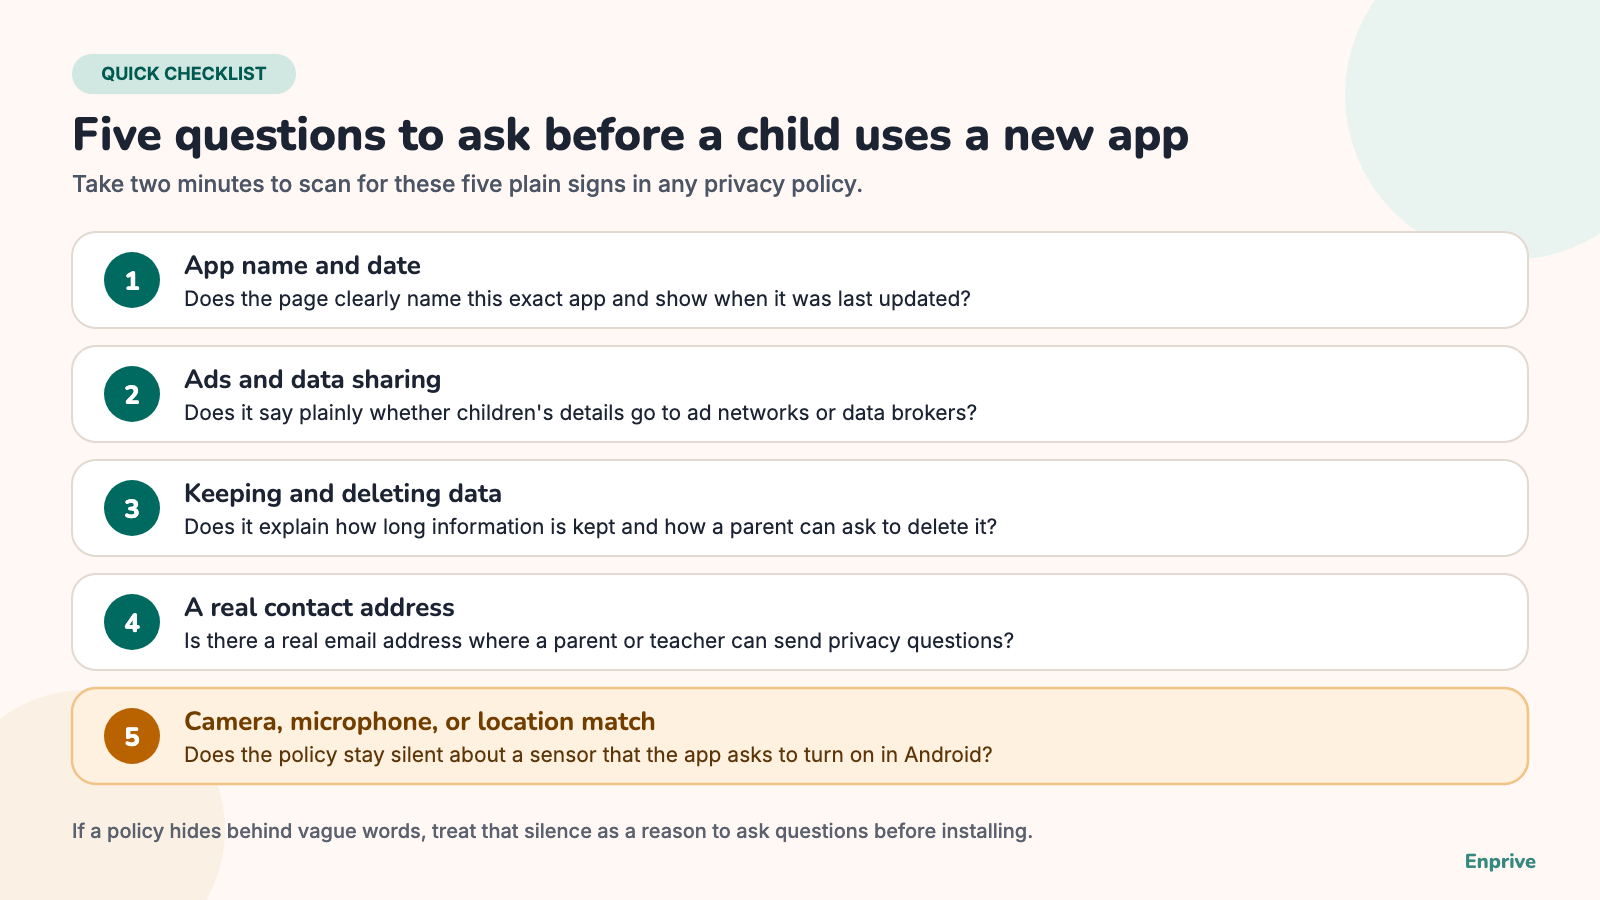 QUICK CHECKLIST
Five questions to ask before a child uses a new app
Take two minutes to scan for these five plain signs in any privacy policy.
1
App name and date
Does the page clearly name this exact app and show when it was last updated?
2
Ads and data sharing
Does it say plainly whether children's details go to ad networks or data brokers?
3
Keeping and deleting data
Does it explain how long information is kept and how a parent can ask to delete it?
4
A real contact address
Is there a real email address where a parent or teacher can send privacy questions?
5
Camera, microphone, or location match
Does the policy stay silent about a sensor that the app asks to turn on in Android?
If a policy hides behind vague words, treat that silence as a reason to ask questions before installing.
Enprive